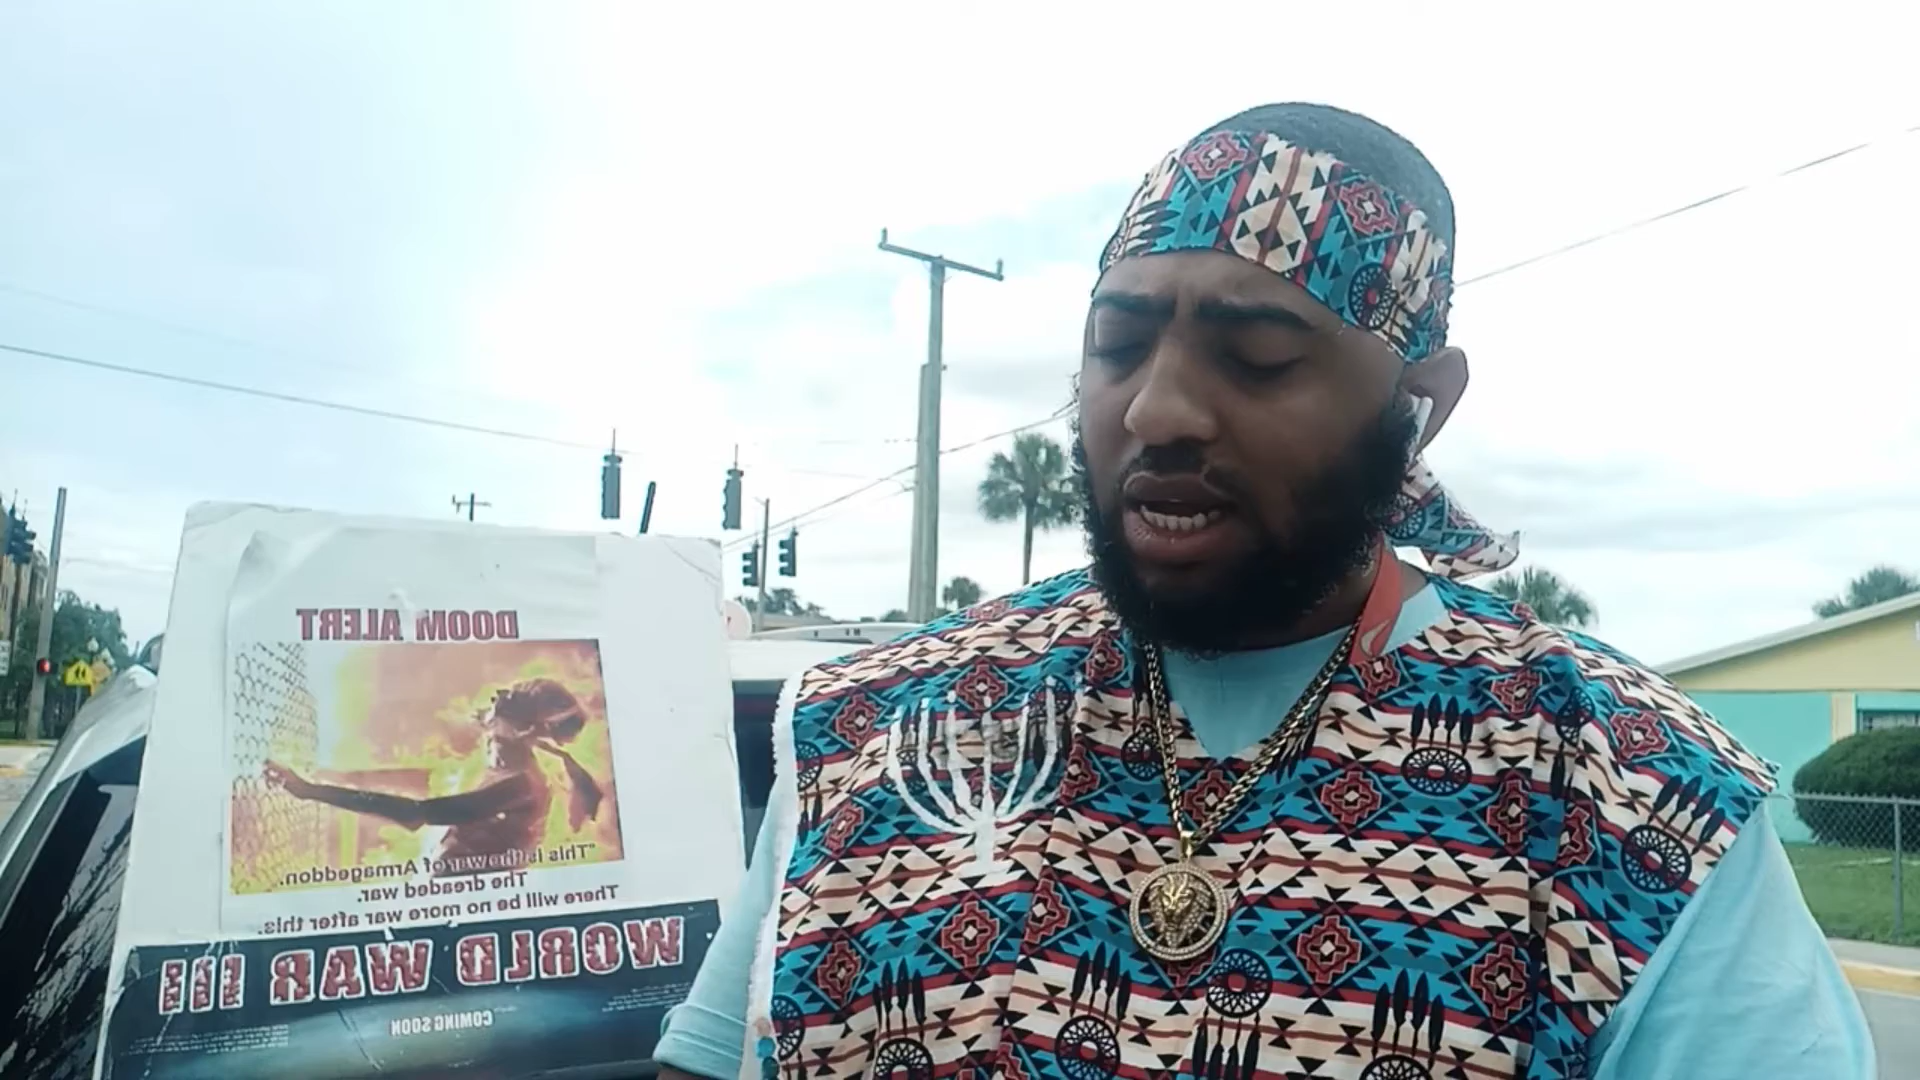 DOOM ALERT
"This is the war of Armageddon.
The dreaded war.
There will be no more war after this.
WORLD WAR III
COMING SOON